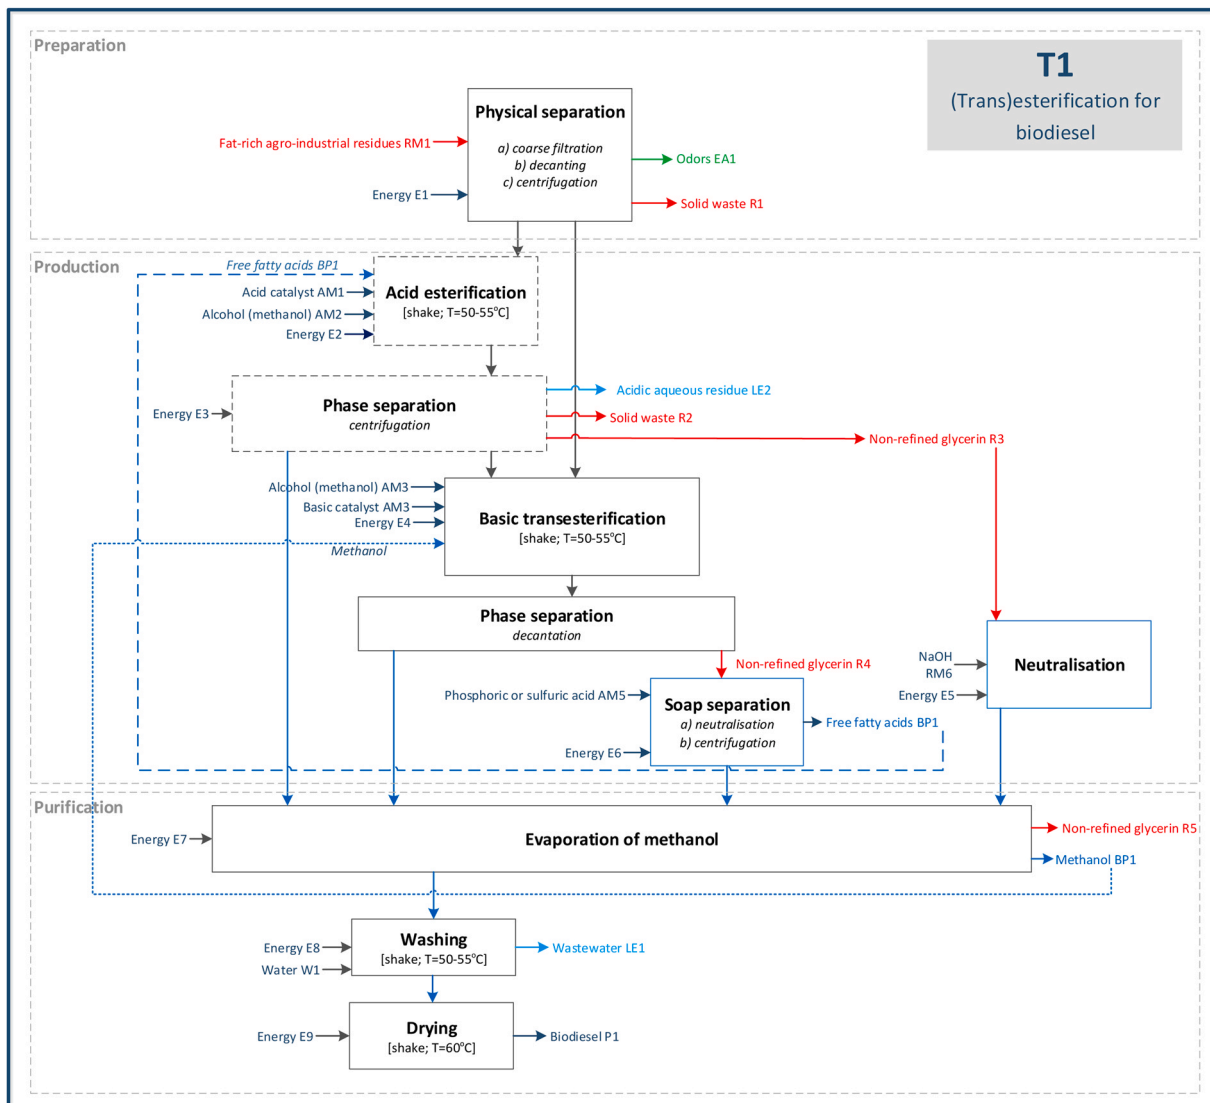 Preparation
T1
(Trans)esterification for
biodiesel
Physical separation
a) coarse filtration
b) decanting
c) centrifugation
Fat-rich agro-industrial residues RM1
Energy E1
Odors EA1
Solid waste R1
Production
Free fatty acids BP1
Acid catalyst AM1
Alcohol (methanol) AM2
Energy E2
Acid esterification
[shake; T=50-55°C]
Energy E3
Phase separation
centrifugation
Acidic aqueous residue LE2
Solid waste R2
Non-refined glycerin R3
Alcohol (methanol) AM3
Basic catalyst AM3
Energy E4
Methanol
Basic transesterification
[shake; T=50-55°C]
Phase separation
decantation
Non-refined glycerin R4
Phosphoric or sulfuric acid AM5
Energy E6
Soap separation
a) neutralisation
b) centrifugation
Free fatty acids BP1
NaOH
RM6
Energy E5
Neutralisation
Purification
Energy E7
Evaporation of methanol
Non-refined glycerin R5
Methanol BP1
Energy E8
Water W1
Washing
[shake; T=50-55°C]
Wastewater LE1
Energy E9
Drying
[shake; T=60°C]
Biodiesel P1